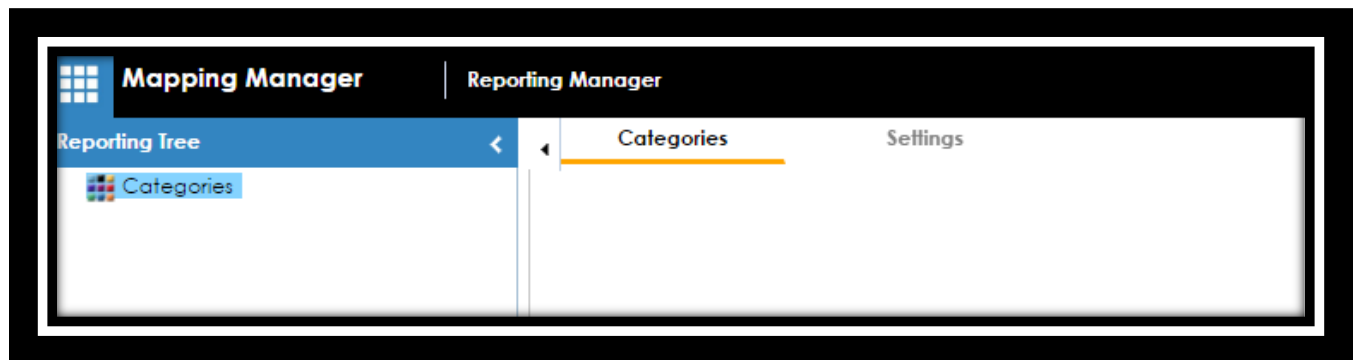 Mapping Manager
Reporting Manager
Reporting Tree
Categories
Settings
Categories